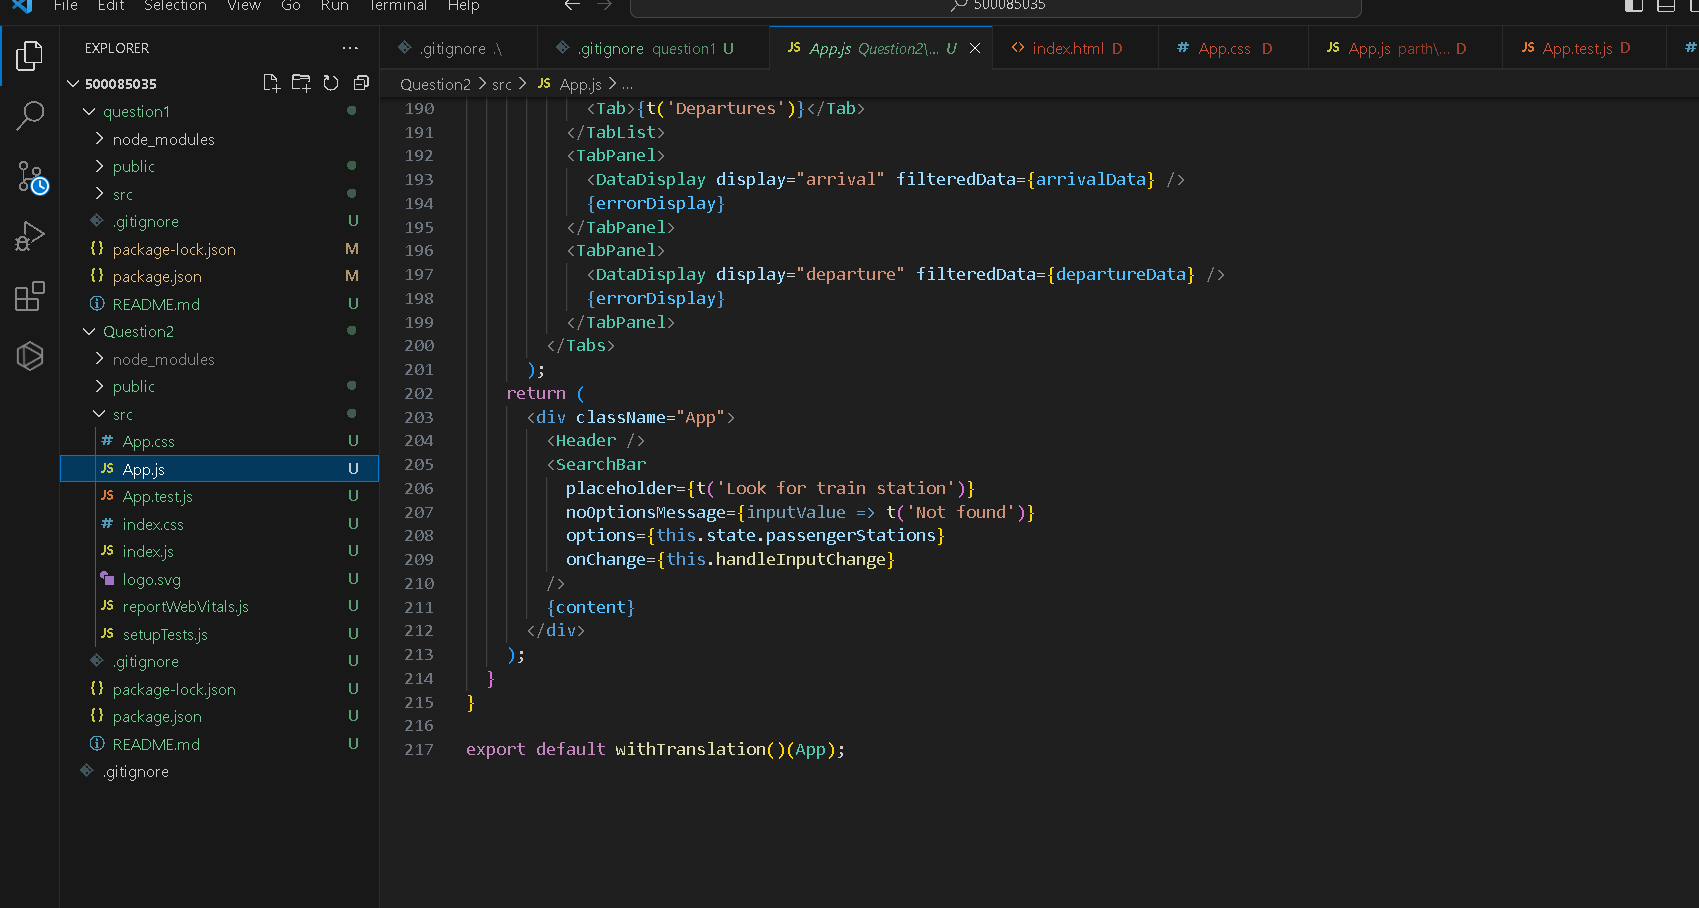 File Edit Selection View Go Run Terminal Help
500085035
EXPLORER
500085035
question1
node_modules
public
src
.gitignore U
package-lock.json M
package.json M
README.md U
Question2
node_modules
public
src
App.css U
App.js U
App.test.js U
index.css U
index.js U
logo.svg U
reportWebVitals.js U
setupTests.js U
.gitignore U
package-lock.json U
package.json U
README.md U
.gitignore
.gitignore .\
.gitignore question1 U
JS App.js Question2\... U
index.html D
# App.css D
JS App.js parth\... D
JS App.test.js D
#
Question2 > src > JS App.js > ...
190 <Tab>{t('Departures')}</Tab>
191 </TabList>
192 <TabPanel>
193 <DataDisplay display="arrival" filteredData={arrivalData} />
194 {errorDisplay}
195 </TabPanel>
196 <TabPanel>
197 <DataDisplay display="departure" filteredData={departureData} />
198 {errorDisplay}
199 </TabPanel>
200 </Tabs>
201 );
202 return (
203 <div className="App">
204 <Header />
205 <SearchBar
206 placeholder={t('Look for train station')}
207 noOptionsMessage={inputValue => t('Not found')}
208 options={this.state.passengerStations}
209 onChange={this.handleInputChange}
210 />
211 {content}
212 </div>
213 );
214 }
215 }
216
217 export default withTranslation()(App);